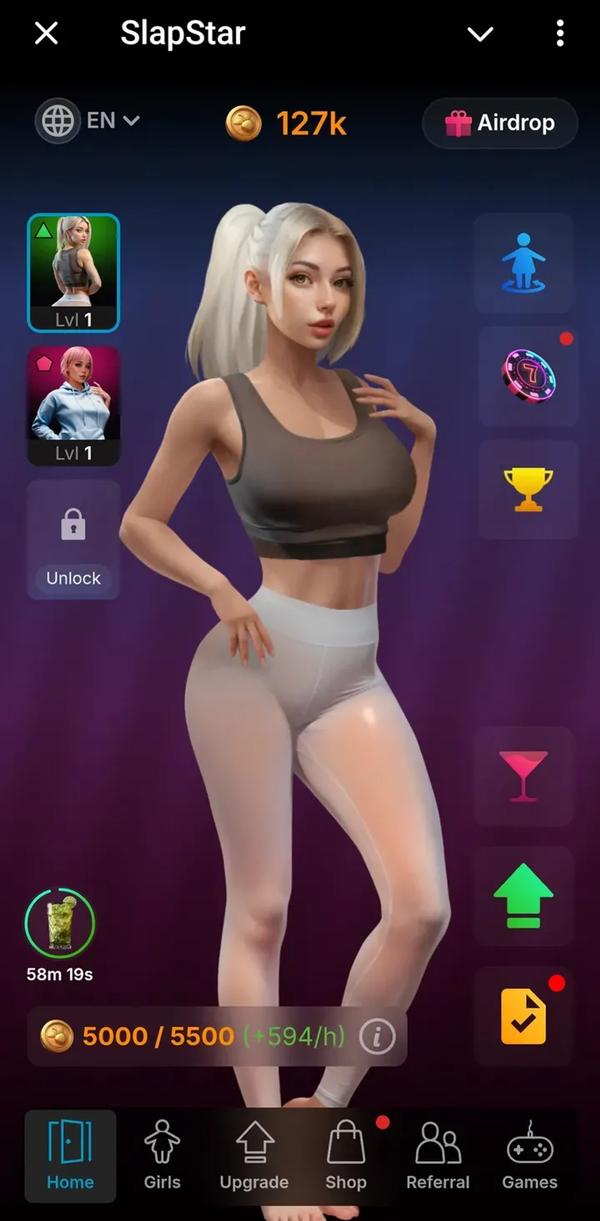 SlapStar
EN
127k
Airdrop
Lvl 1
Lvl 1
7
Unlock
58m 19s
5000 / 5500 (+594/h)
Home
Girls
Upgrade
Shop
Referral
Games